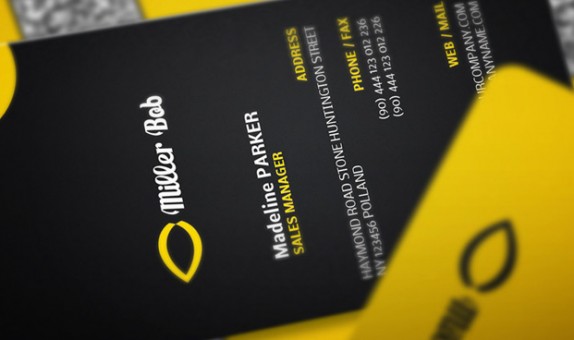 Miller Bob
Madeline PARKER
SALES MANAGER
ADDRESS
HAYMOND ROAD STONE HUNTINGTON STREET
NY 123456 POLLAND
PHONE / FAX
(90) 444 123 012 236
(90) 444 123 012 226
WEB / MAIL